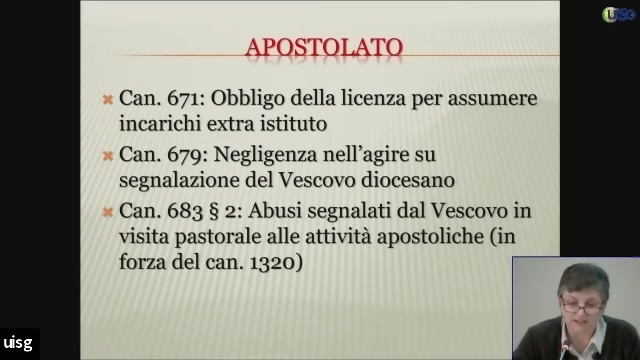 APOSTOLATO
Can. 671: Obbligo della licenza per assumere
incarichi extra istituto
Can. 679: Negligenza nell'agire su
segnalazione del Vescovo diocesano
Can. 683 § 2: Abusi segnalati dal Vescovo in
visita pastorale alle attività apostoliche (in
forza del can. 1320)
uisg